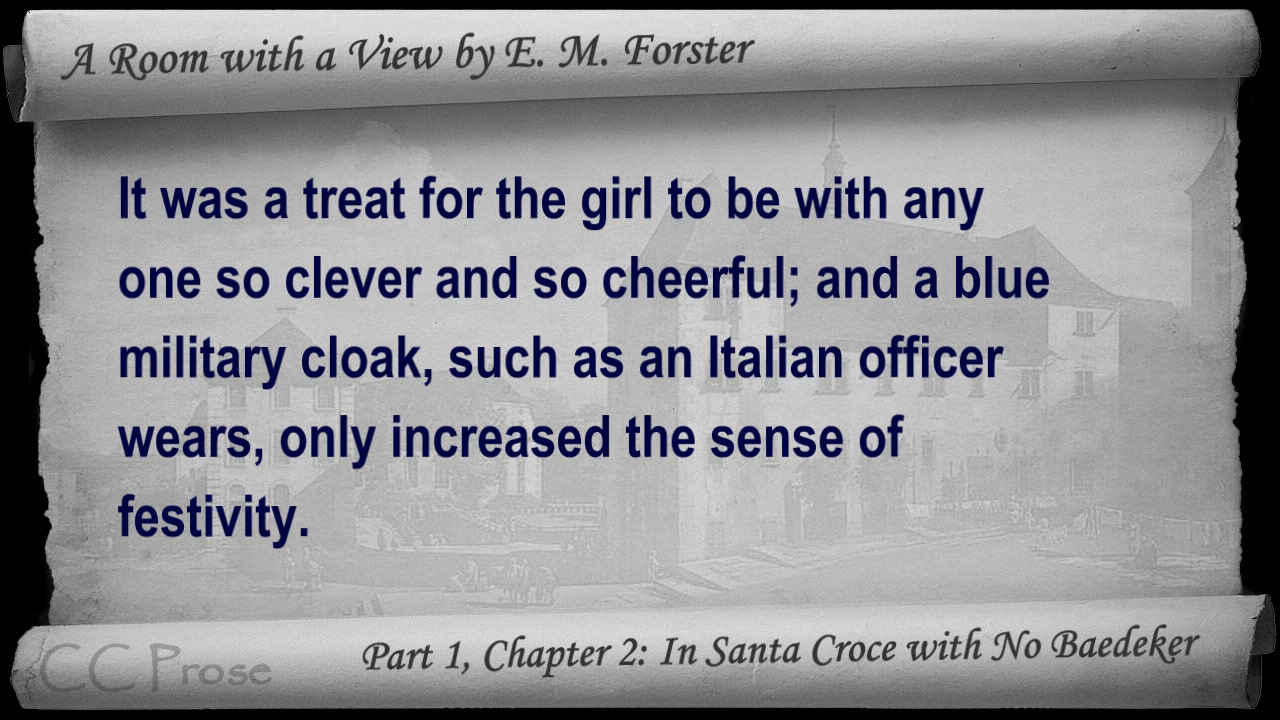 A Room with a View by E. M. Forster
It was a treat for the girl to be with any
one so clever and so cheerful; and a blue
military cloak, such as an Italian officer
wears, only increased the sense of
festivity.
Part 1, Chapter 2: In Santa Croce with No Baedeker
CC Prose